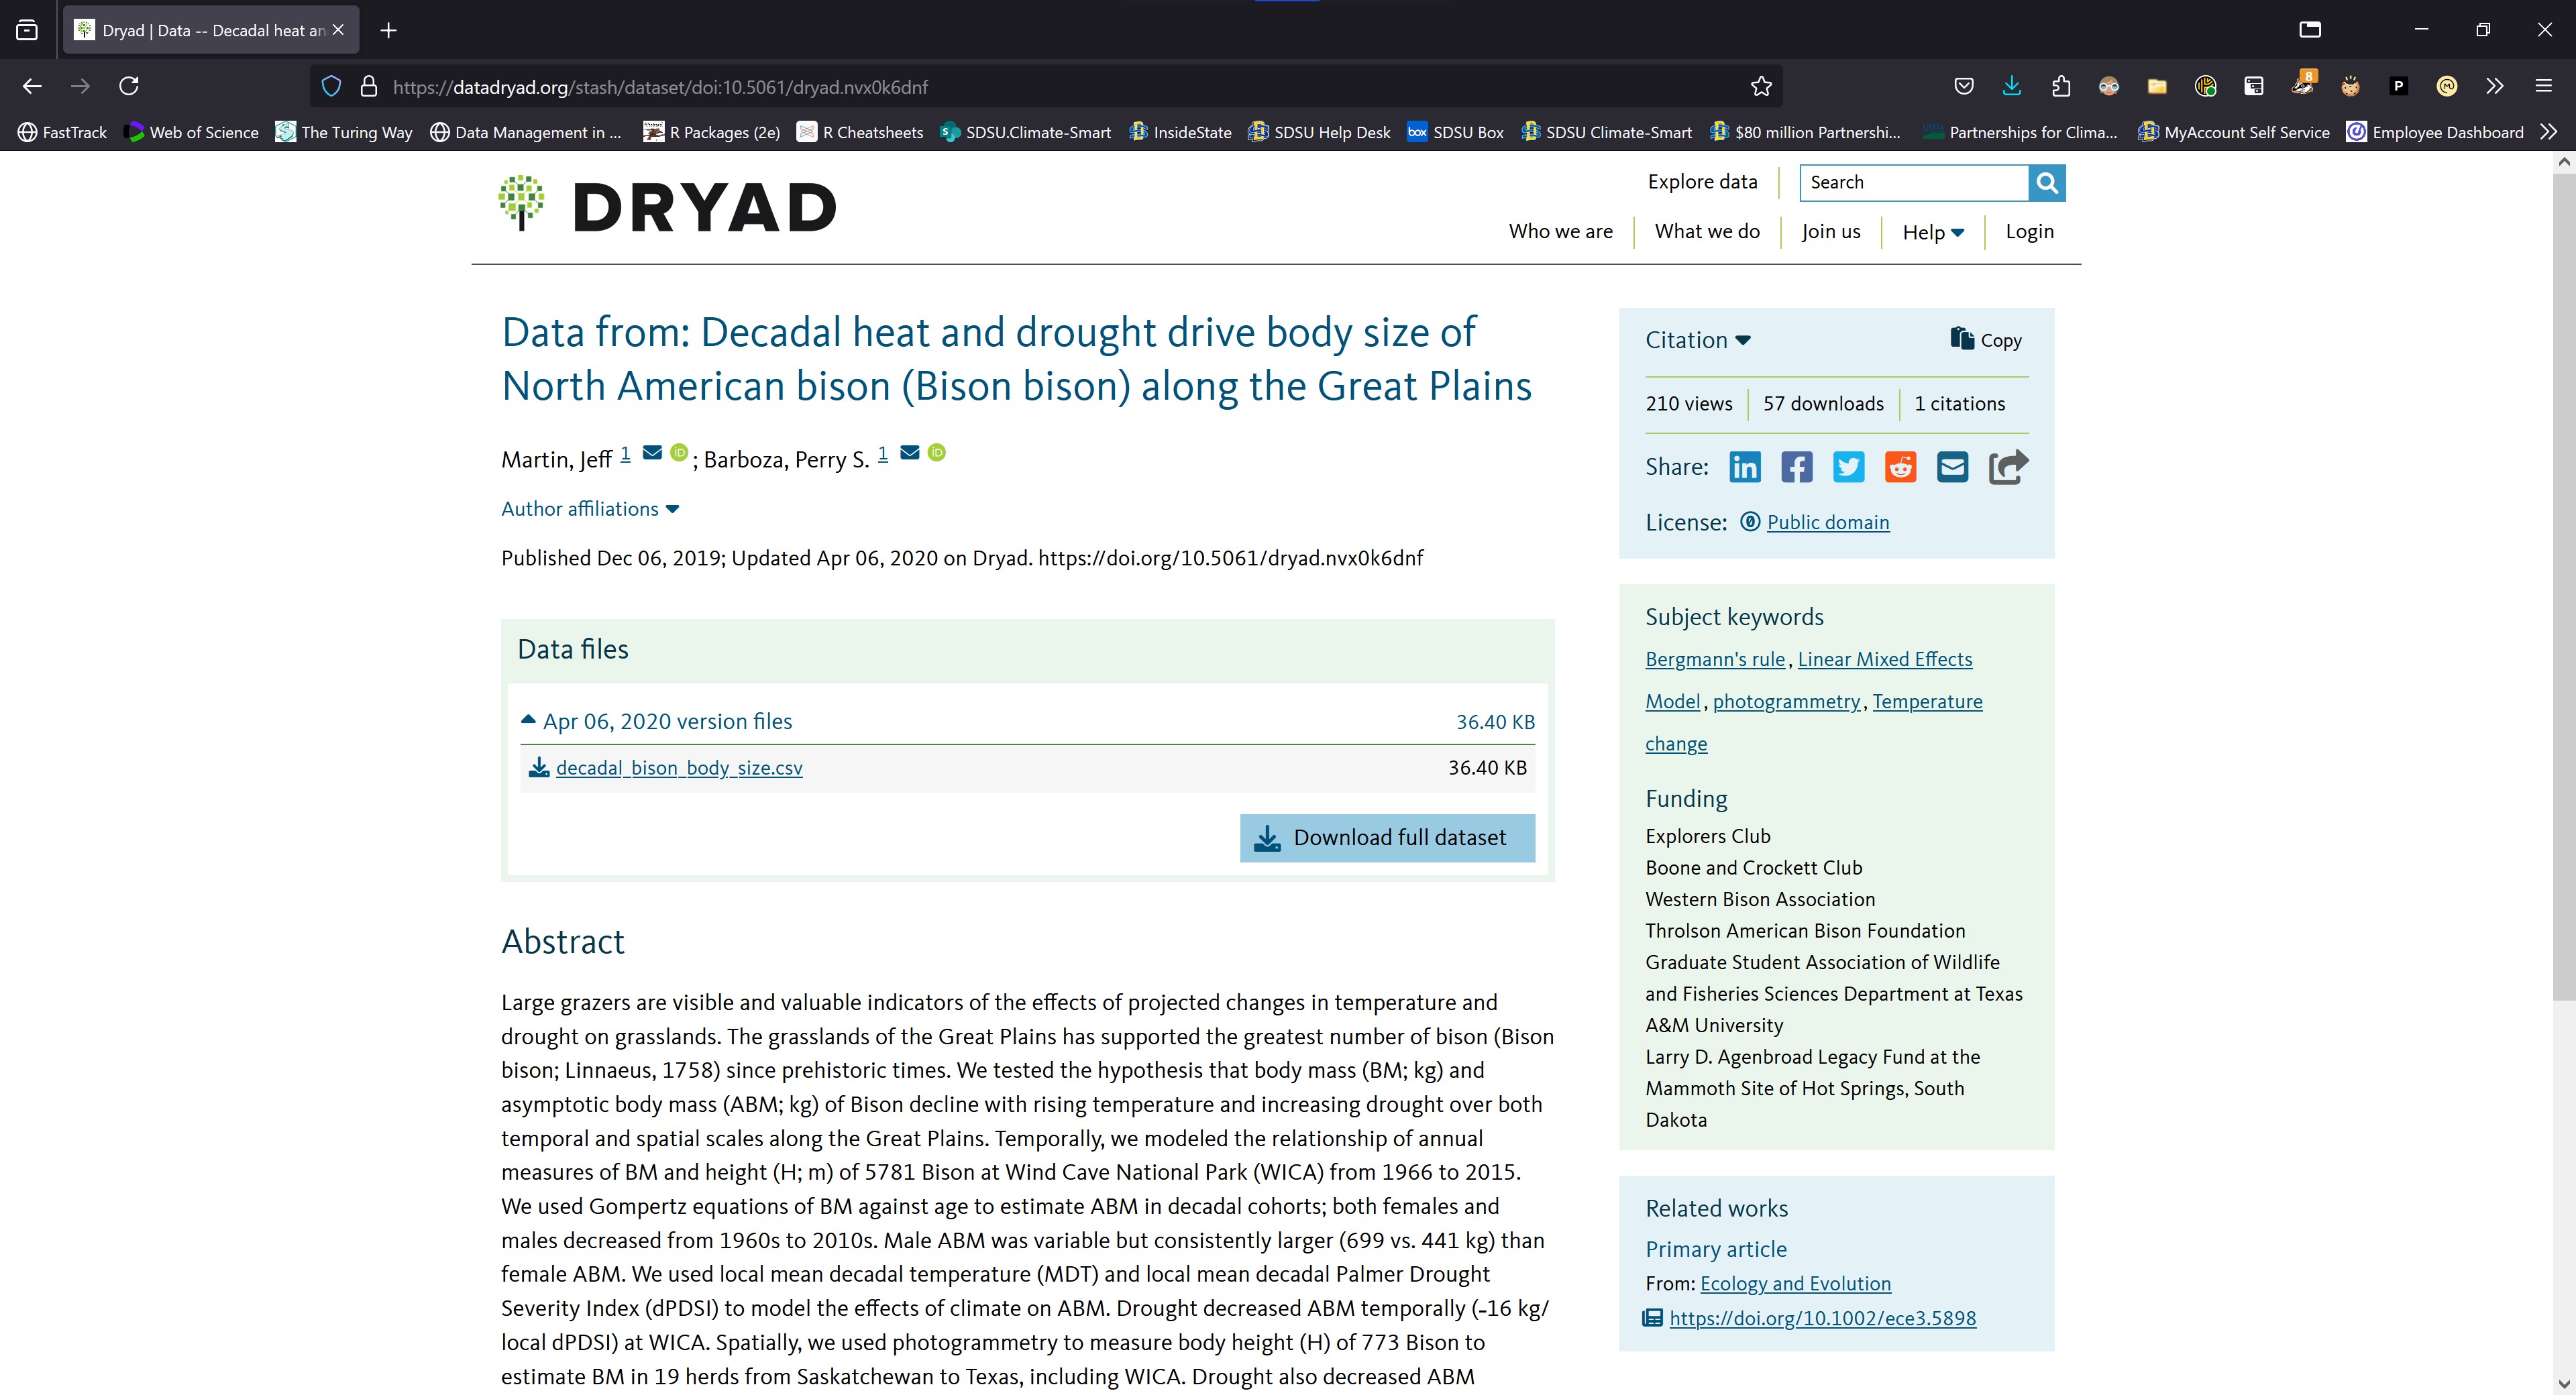 Dryad | Data -- Decadal heat an
https://datadryad.org/stash/dataset/doi:10.5061/dryad.nvx0k6dnf
8
P
FastTrack
Web of Science
The Turing Way
Data Management in ...
R Packages (2e)
R Cheatsheets
SDSU.Climate-Smart
InsideState
SDSU Help Desk
box SDSU Box
SDSU Climate-Smart
$80 million Partnershi...
Partnerships for Clima...
MyAccount Self Service
Employee Dashboard
DRYAD
Explore data
Search
Who we are
What we do
Join us
Help
Login
Data from: Decadal heat and drought drive body size of
North American bison (Bison bison) along the Great Plains
Martin, Jeff 1 iD ; Barboza, Perry S. 1 iD
Author affiliations
Published Dec 06, 2019; Updated Apr 06, 2020 on Dryad. https://doi.org/10.5061/dryad.nvx0k6dnf
Data files
Apr 06, 2020 version files 36.40 KB
decadal_bison_body_size.csv 36.40 KB
Download full dataset
Abstract
Large grazers are visible and valuable indicators of the effects of projected changes in temperature and
drought on grasslands. The grasslands of the Great Plains has supported the greatest number of bison (Bison
bison; Linnaeus, 1758) since prehistoric times. We tested the hypothesis that body mass (BM; kg) and
asymptotic body mass (ABM; kg) of Bison decline with rising temperature and increasing drought over both
temporal and spatial scales along the Great Plains. Temporally, we modeled the relationship of annual
measures of BM and height (H; m) of 5781 Bison at Wind Cave National Park (WICA) from 1966 to 2015.
We used Gompertz equations of BM against age to estimate ABM in decadal cohorts; both females and
males decreased from 1960s to 2010s. Male ABM was variable but consistently larger (699 vs. 441 kg) than
female ABM. We used local mean decadal temperature (MDT) and local mean decadal Palmer Drought
Severity Index (dPDSI) to model the effects of climate on ABM. Drought decreased ABM temporally (-16 kg/
local dPDSI) at WICA. Spatially, we used photogrammetry to measure body height (H) of 773 Bison to
estimate BM in 19 herds from Saskatchewan to Texas, including WICA. Drought also decreased ABM
Citation
Copy
210 views
57 downloads
1 citations
Share:
License: Public domain
Subject keywords
Bergmann's rule, Linear Mixed Effects
Model, photogrammetry, Temperature
change
Funding
Explorers Club
Boone and Crockett Club
Western Bison Association
Throlson American Bison Foundation
Graduate Student Association of Wildlife
and Fisheries Sciences Department at Texas
A&M University
Larry D. Agenbroad Legacy Fund at the
Mammoth Site of Hot Springs, South
Dakota
Related works
Primary article
From: Ecology and Evolution
https://doi.org/10.1002/ece3.5898